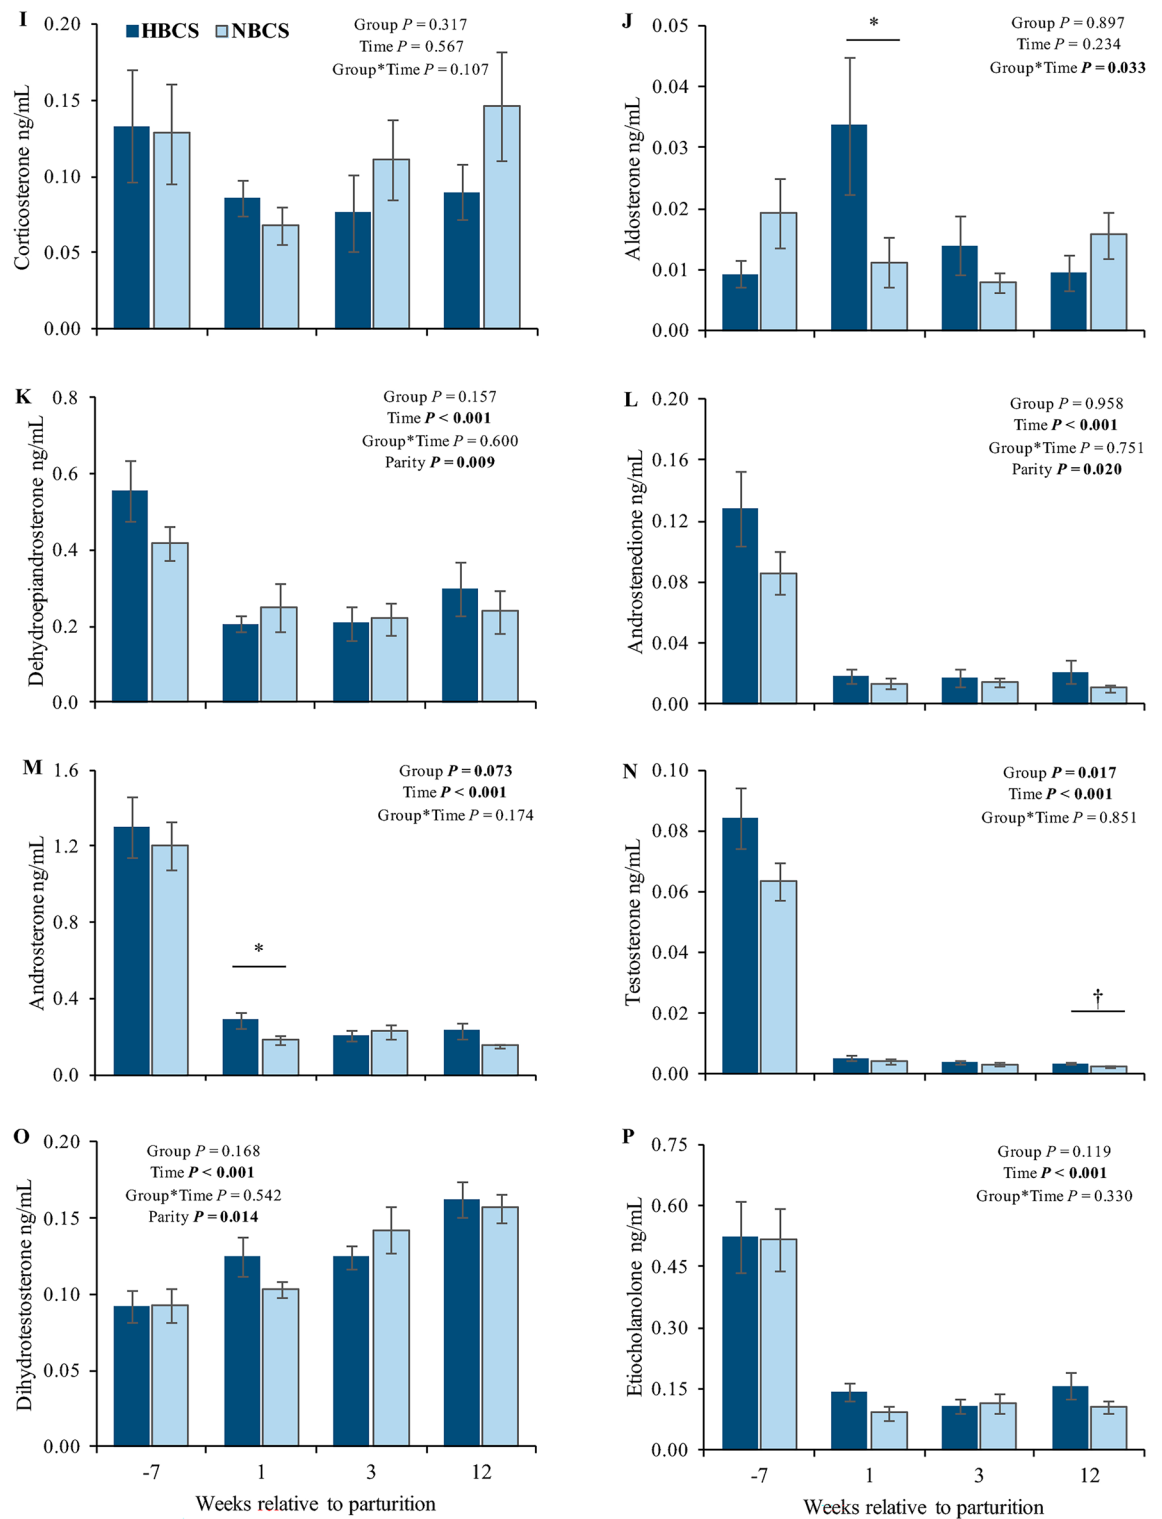 I
HBCS NBCS
Group P = 0.317
Time P = 0.567
Group*Time P = 0.107
Corticosterone ng/mL
0.20
0.15
0.10
0.05
0.00
J
*
Group P = 0.897
Time P = 0.234
Group*Time P = 0.033
Aldosterone ng/mL
0.05
0.04
0.03
0.02
0.01
0.00
K
Group P = 0.157
Time P < 0.001
Group*Time P = 0.600
Parity P = 0.009
Dehydroepiandrosterone ng/mL
0.8
0.6
0.4
0.2
0.0
L
Group P = 0.958
Time P < 0.001
Group*Time P = 0.751
Parity P = 0.020
Androstenedione ng/mL
0.20
0.16
0.12
0.08
0.04
0.00
M
Group P = 0.073
Time P < 0.001
Group*Time P = 0.174
*
Androsterone ng/mL
1.6
1.2
0.8
0.4
0.0
N
Group P = 0.017
Time P < 0.001
Group*Time P = 0.851
†
Testosterone ng/mL
0.10
0.08
0.06
0.04
0.02
0.00
O
Group P = 0.168
Time P < 0.001
Group*Time P = 0.542
Parity P = 0.014
Dihydrotestosterone ng/mL
0.20
0.15
0.10
0.05
0.00
-7 1 3 12
Weeks relative to parturition
P
Group P = 0.119
Time P < 0.001
Group*Time P = 0.330
Etiocholanolone ng/mL
0.75
0.60
0.45
0.30
0.15
0.00
-7 1 3 12
Weeks relative to parturition